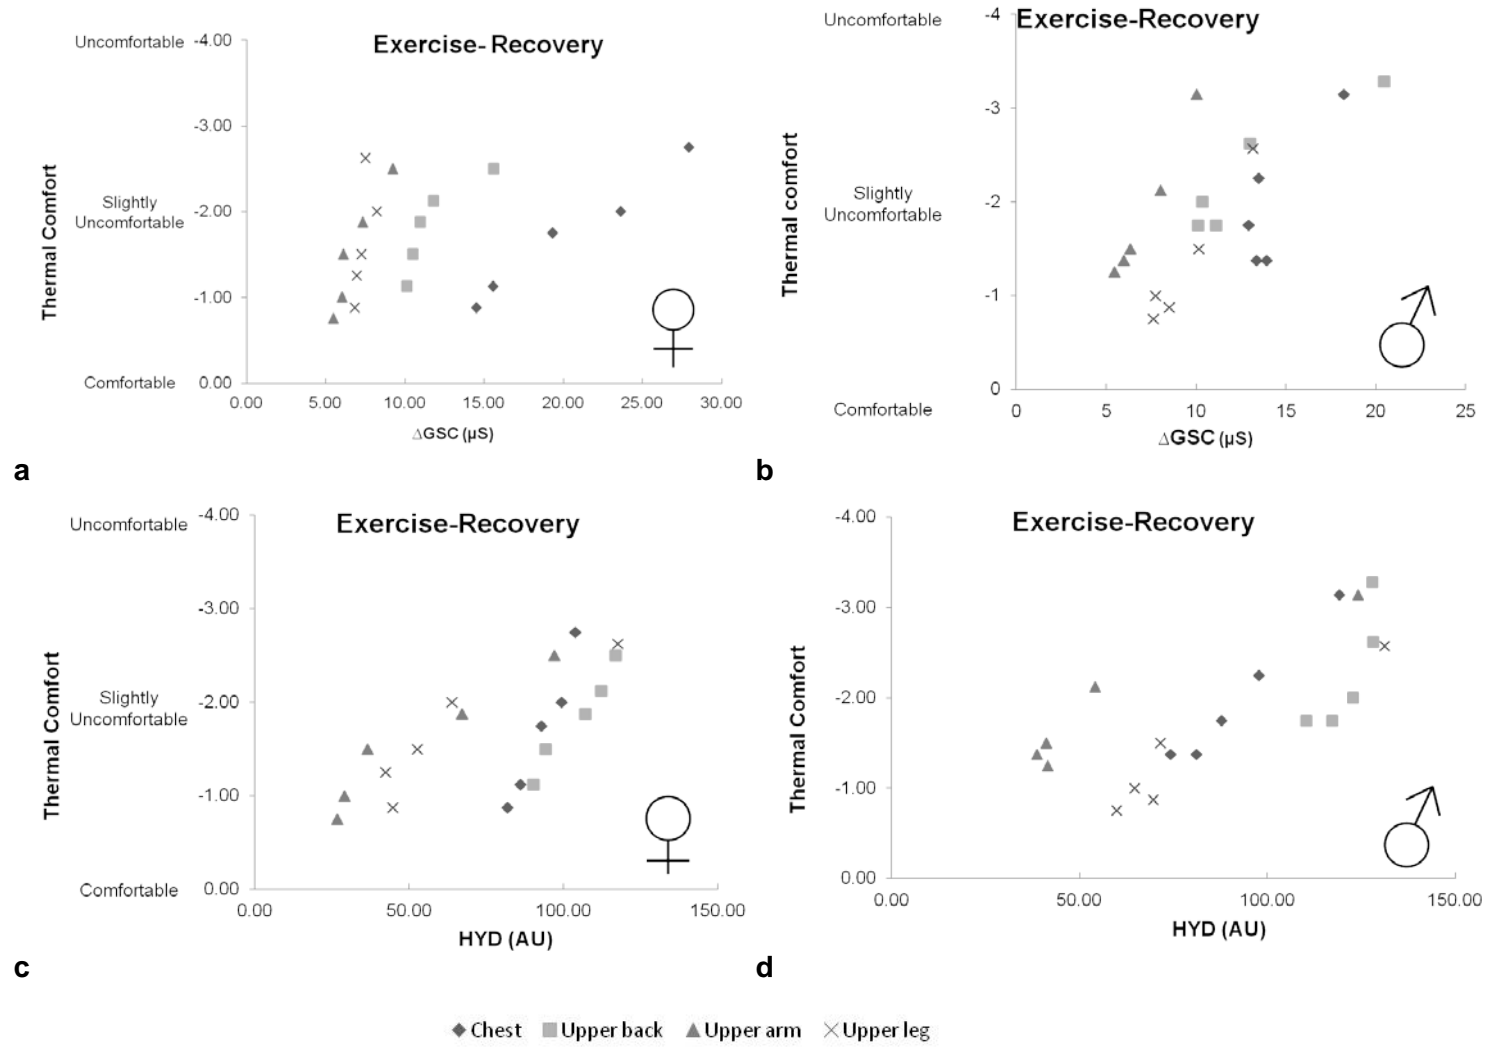 Exercise- Recovery
Uncomfortable -4.00
-3.00
Slightly
Uncomfortable
-2.00
-1.00
Comfortable 0.00
Thermal Comfort
0.00 5.00 10.00 15.00 20.00 25.00 30.00
ΔGSC (µS)
a
Exercise-Recovery
Uncomfortable -4
-3
Slightly
Uncomfortable
-2
-1
0
Comfortable
Thermal comfort
0 5 10 15 20 25
ΔGSC (µS)
b
Exercise-Recovery
Uncomfortable -4.00
-3.00
Slightly
Uncomfortable
-2.00
-1.00
Comfortable 0.00
Thermal Comfort
0.00 50.00 100.00 150.00
HYD (AU)
c
Exercise-Recovery
-4.00
-3.00
-2.00
-1.00
0.00
Thermal Comfort
0.00 50.00 100.00 150.00
HYD (AU)
d
Chest Upper back Upper arm Upper leg